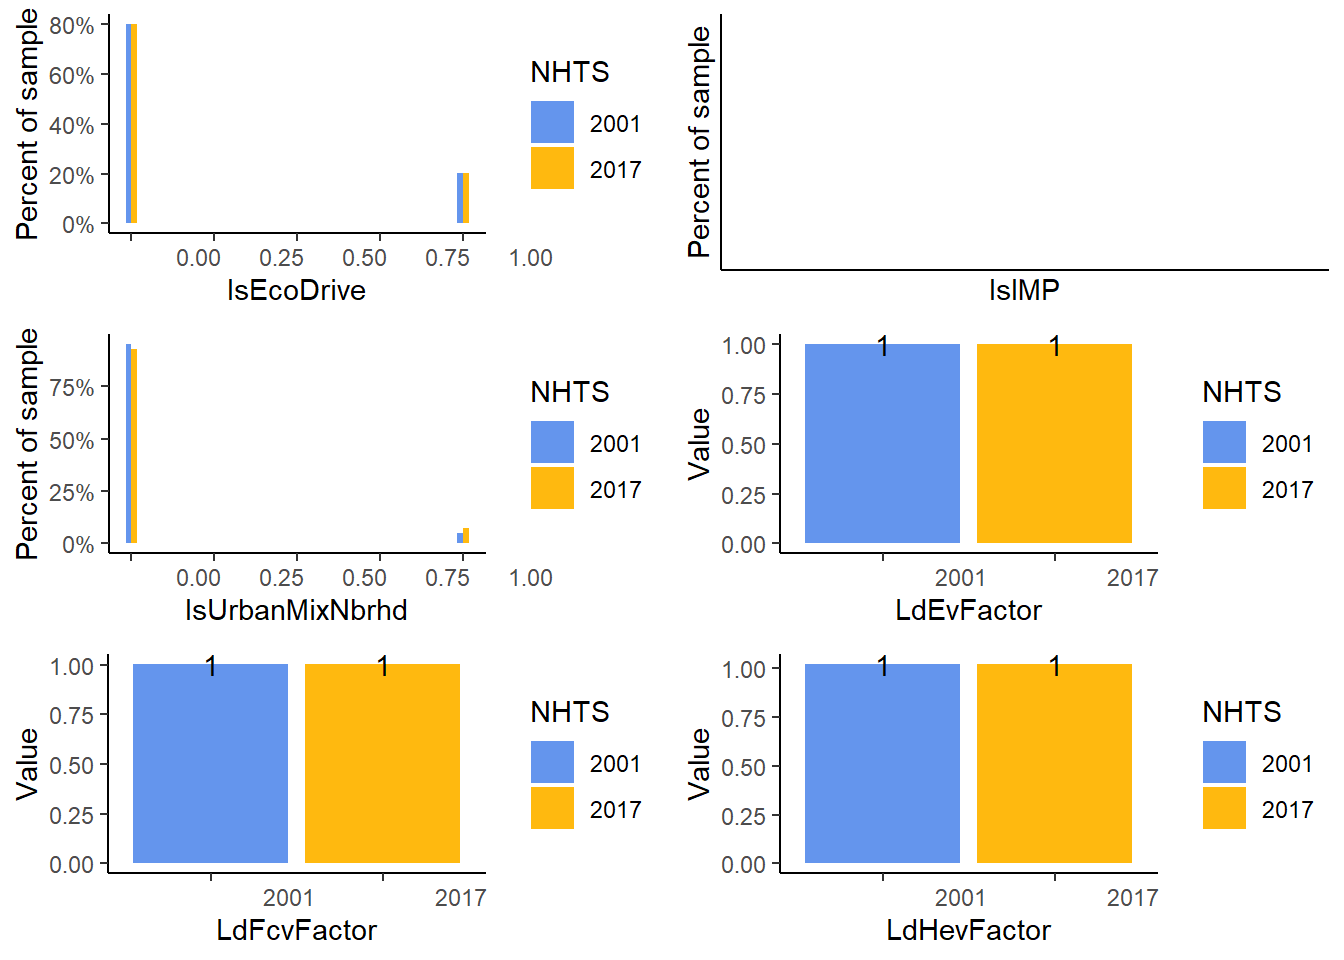 Percent of sample
80%
60%
40%
20%
0%
0.00 0.25 0.50 0.75 1.00
IsEcoDrive
NHTS
2001
2017
Percent of sample
IsIMP
Percent of sample
75%
50%
25%
0%
0.00 0.25 0.50 0.75 1.00
IsUrbanMixNbrhd
NHTS
2001
2017
Value
1.00
0.75
0.50
0.25
0.00
1 1
2001 2017
LdEvFactor
NHTS
2001
2017
Value
1.00
0.75
0.50
0.25
0.00
1 1
2001 2017
LdFcvFactor
NHTS
2001
2017
Value
1.00
0.75
0.50
0.25
0.00
1 1
2001 2017
LdHevFactor
NHTS
2001
2017